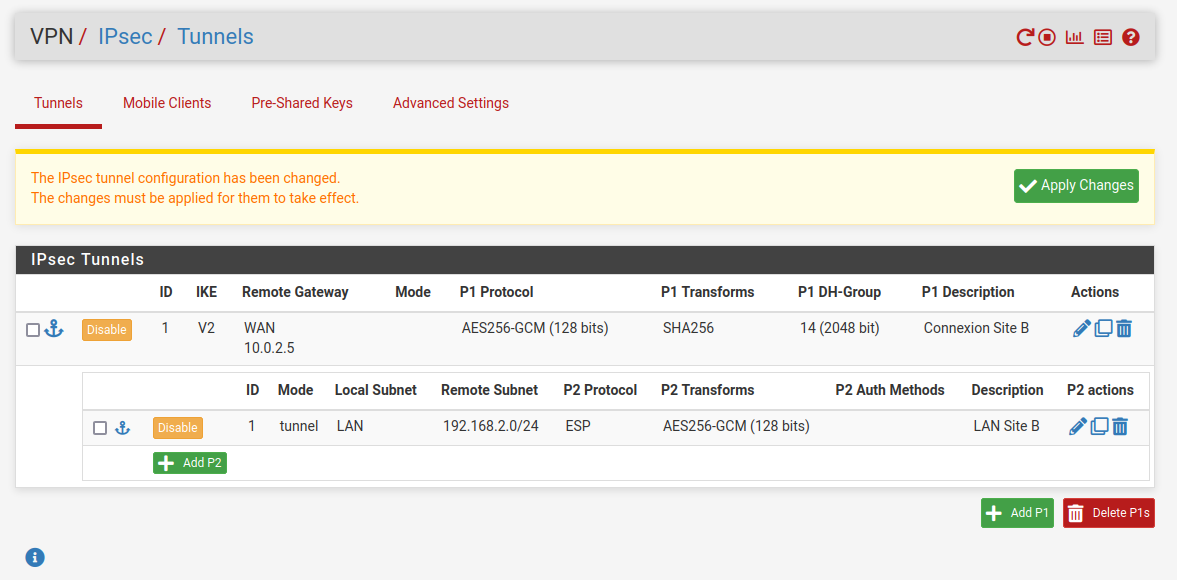 VPN / IPsec / Tunnels
Tunnels Mobile Clients Pre-Shared Keys Advanced Settings
The IPsec tunnel configuration has been changed.
The changes must be applied for them to take effect.
Apply Changes
IPsec Tunnels
ID IKE Remote Gateway Mode P1 Protocol P1 Transforms P1 DH-Group P1 Description Actions
Disable 1 V2 WAN AES256-GCM (128 bits) SHA256 14 (2048 bit) Connexion Site B
10.0.2.5
ID Mode Local Subnet Remote Subnet P2 Protocol P2 Transforms P2 Auth Methods Description P2 actions
Disable 1 tunnel LAN 192.168.2.0/24 ESP AES256-GCM (128 bits) LAN Site B
Add P2
Add P1 Delete P1s